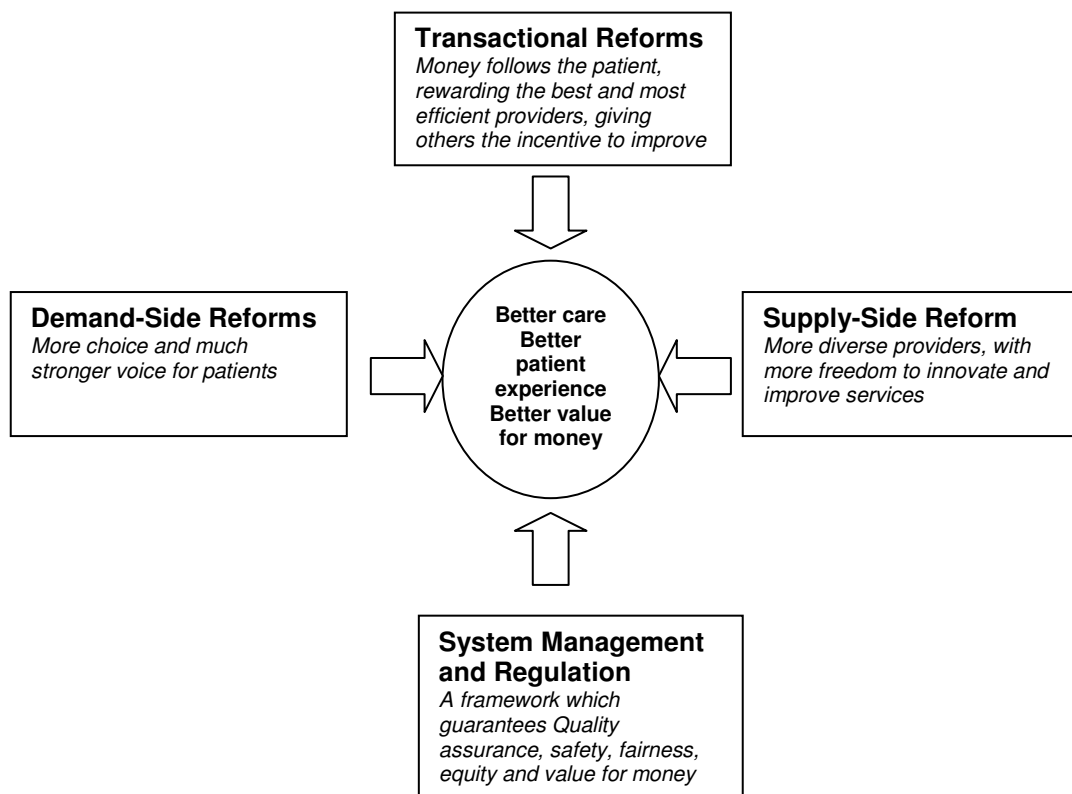 Transactional Reforms
Money follows the patient,
rewarding the best and most
efficient providers, giving
others the incentive to improve
Demand-Side Reforms
More choice and much
stronger voice for patients
Better care
Better
patient
experience
Better value
for money
Supply-Side Reform
More diverse providers, with
more freedom to innovate and
improve services
System Management
and Regulation
A framework which
guarantees Quality
assurance, safety, fairness,
equity and value for money